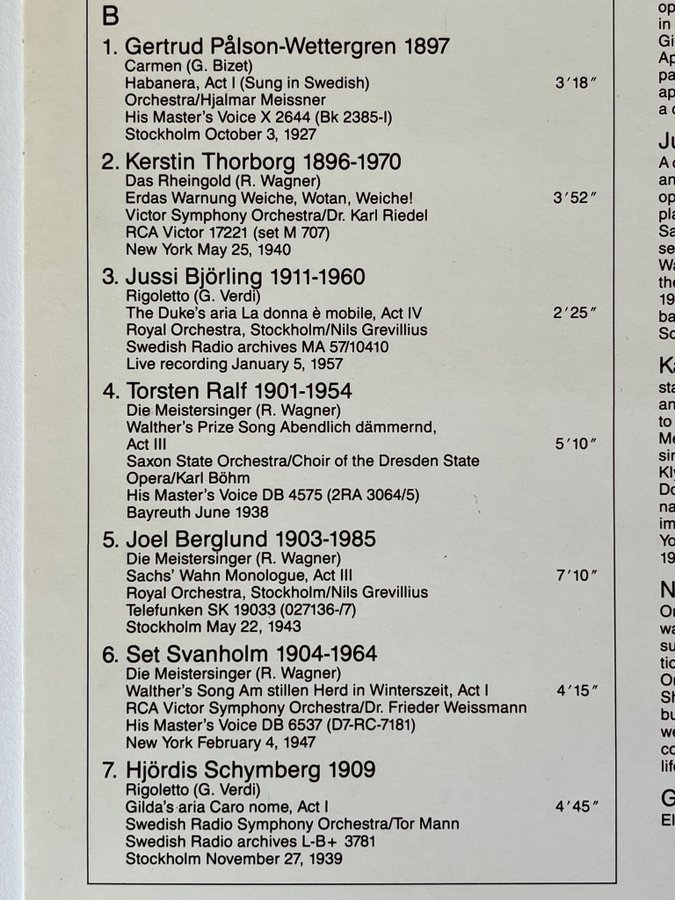 B
1. Gertrud Pålson-Wettergren 1897
Carmen (G. Bizet)
Habanera, Act I (Sung in Swedish) 3'18"
Orchestra/Hjalmar Meissner
His Master's Voice X 2644 (Bk 2385-I)
Stockholm October 3, 1927
2. Kerstin Thorborg 1896-1970
Das Rheingold (R. Wagner)
Erdas Warnung Weiche, Wotan, Weiche! 3'52"
Victor Symphony Orchestra/Dr. Karl Riedel
RCA Victor 17221 (set M 707)
New York May 25, 1940
3. Jussi Björling 1911-1960
Rigoletto (G. Verdi)
The Duke's aria La donna è mobile, Act IV 2'25"
Royal Orchestra, Stockholm/Nils Grevillius
Swedish Radio archives MA 57/10410
Live recording January 5, 1957
4. Torsten Ralf 1901-1954
Die Meistersinger (R. Wagner)
Walther's Prize Song Abendlich dämmernd,
Act III 5'10"
Saxon State Orchestra/Choir of the Dresden State
Opera/Karl Böhm
His Master's Voice DB 4575 (2RA 3064/5)
Bayreuth June 1938
5. Joel Berglund 1903-1985
Die Meistersinger (R. Wagner)
Sachs' Wahn Monologue, Act III 7'10"
Royal Orchestra, Stockholm/Nils Grevillius
Telefunken SK 19033 (027136-/7)
Stockholm May 22, 1943
6. Set Svanholm 1904-1964
Die Meistersinger (R. Wagner)
Walther's Song Am stillen Herd in Winterszeit, Act I 4'15"
RCA Victor Symphony Orchestra/Dr. Frieder Weissmann
His Master's Voice DB 6537 (D7-RC-7181)
New York February 4, 1947
7. Hjördis Schymberg 1909
Rigoletto (G. Verdi)
Gilda's aria Caro nome, Act I 4'45"
Swedish Radio Symphony Orchestra/Tor Mann
Swedish Radio archives L-B+ 3781
Stockholm November 27, 1939